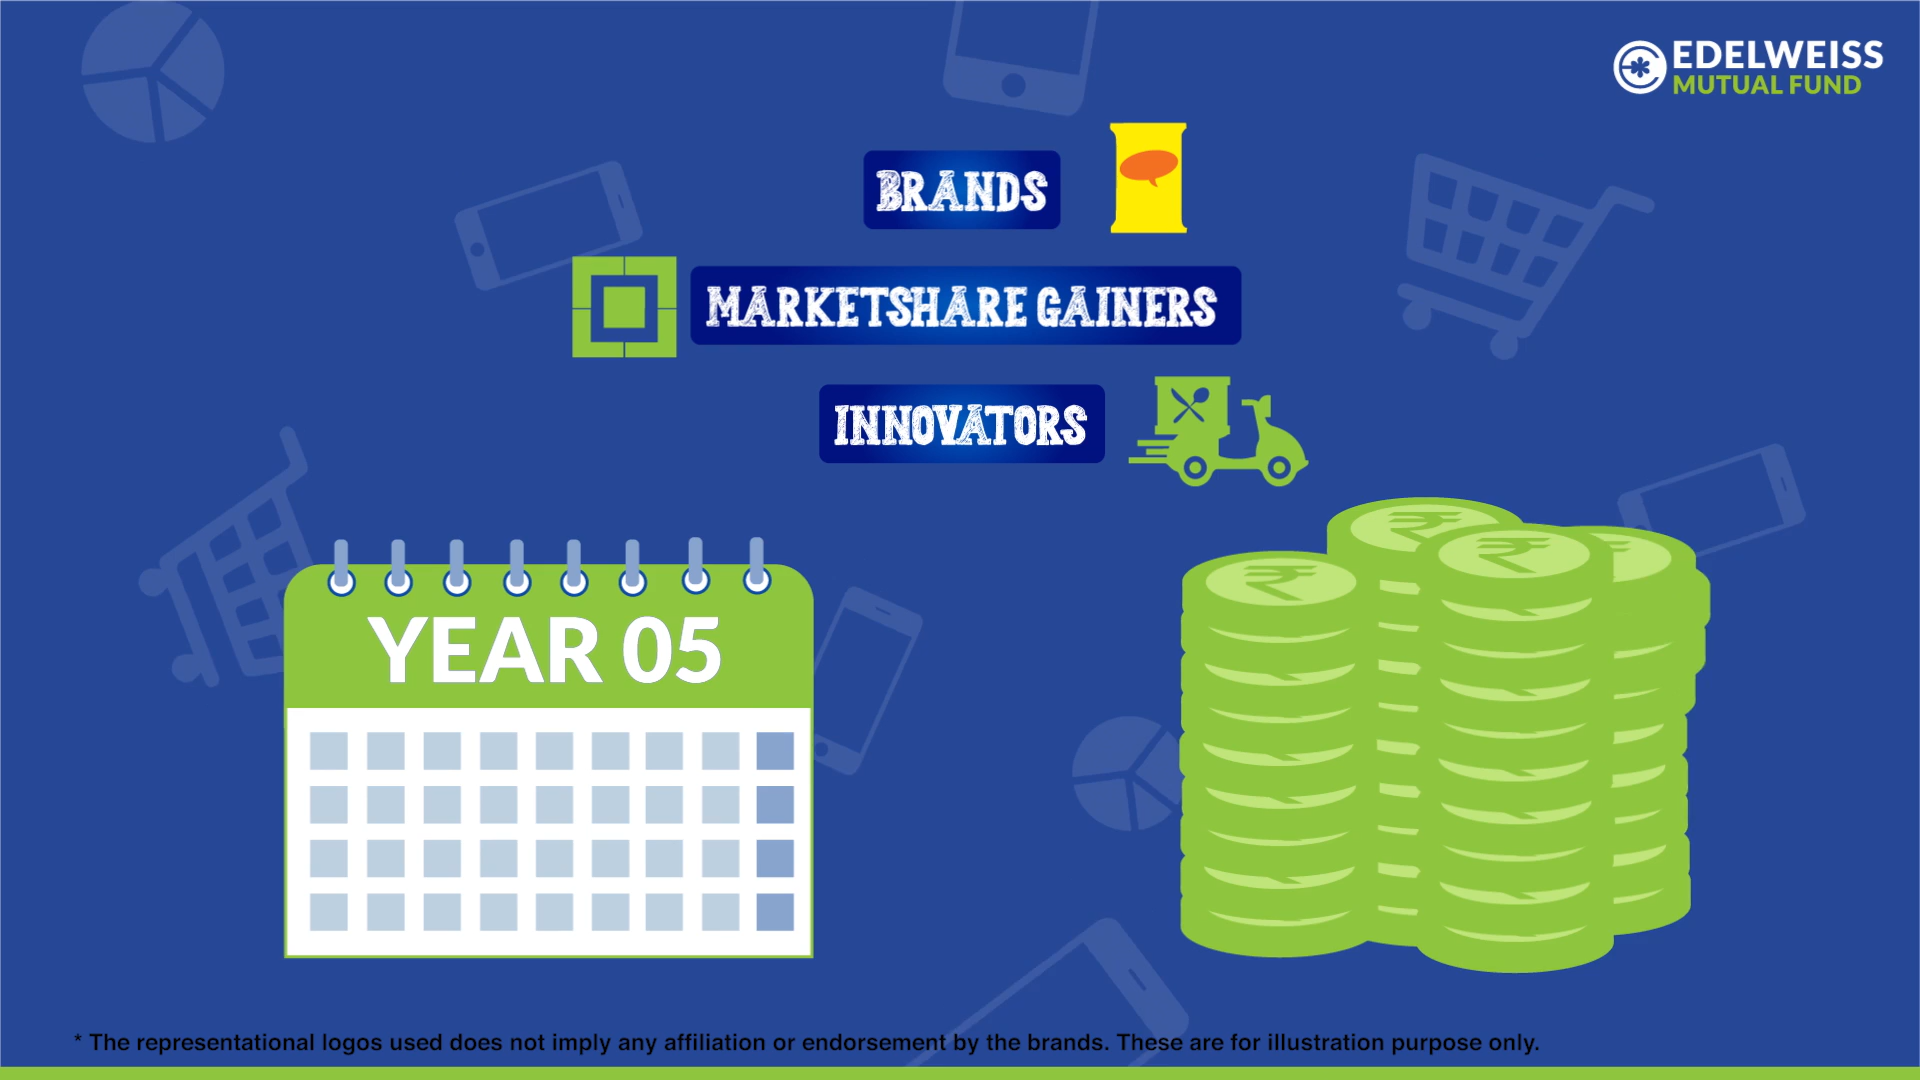 EDELWEISS
MUTUAL FUND
BRANDS
MARKETSHARE GAINERS
INNOVATORS
YEAR 05
* The representational logos used does not imply any affiliation or endorsement by the brands. These are for illustration purpose only.